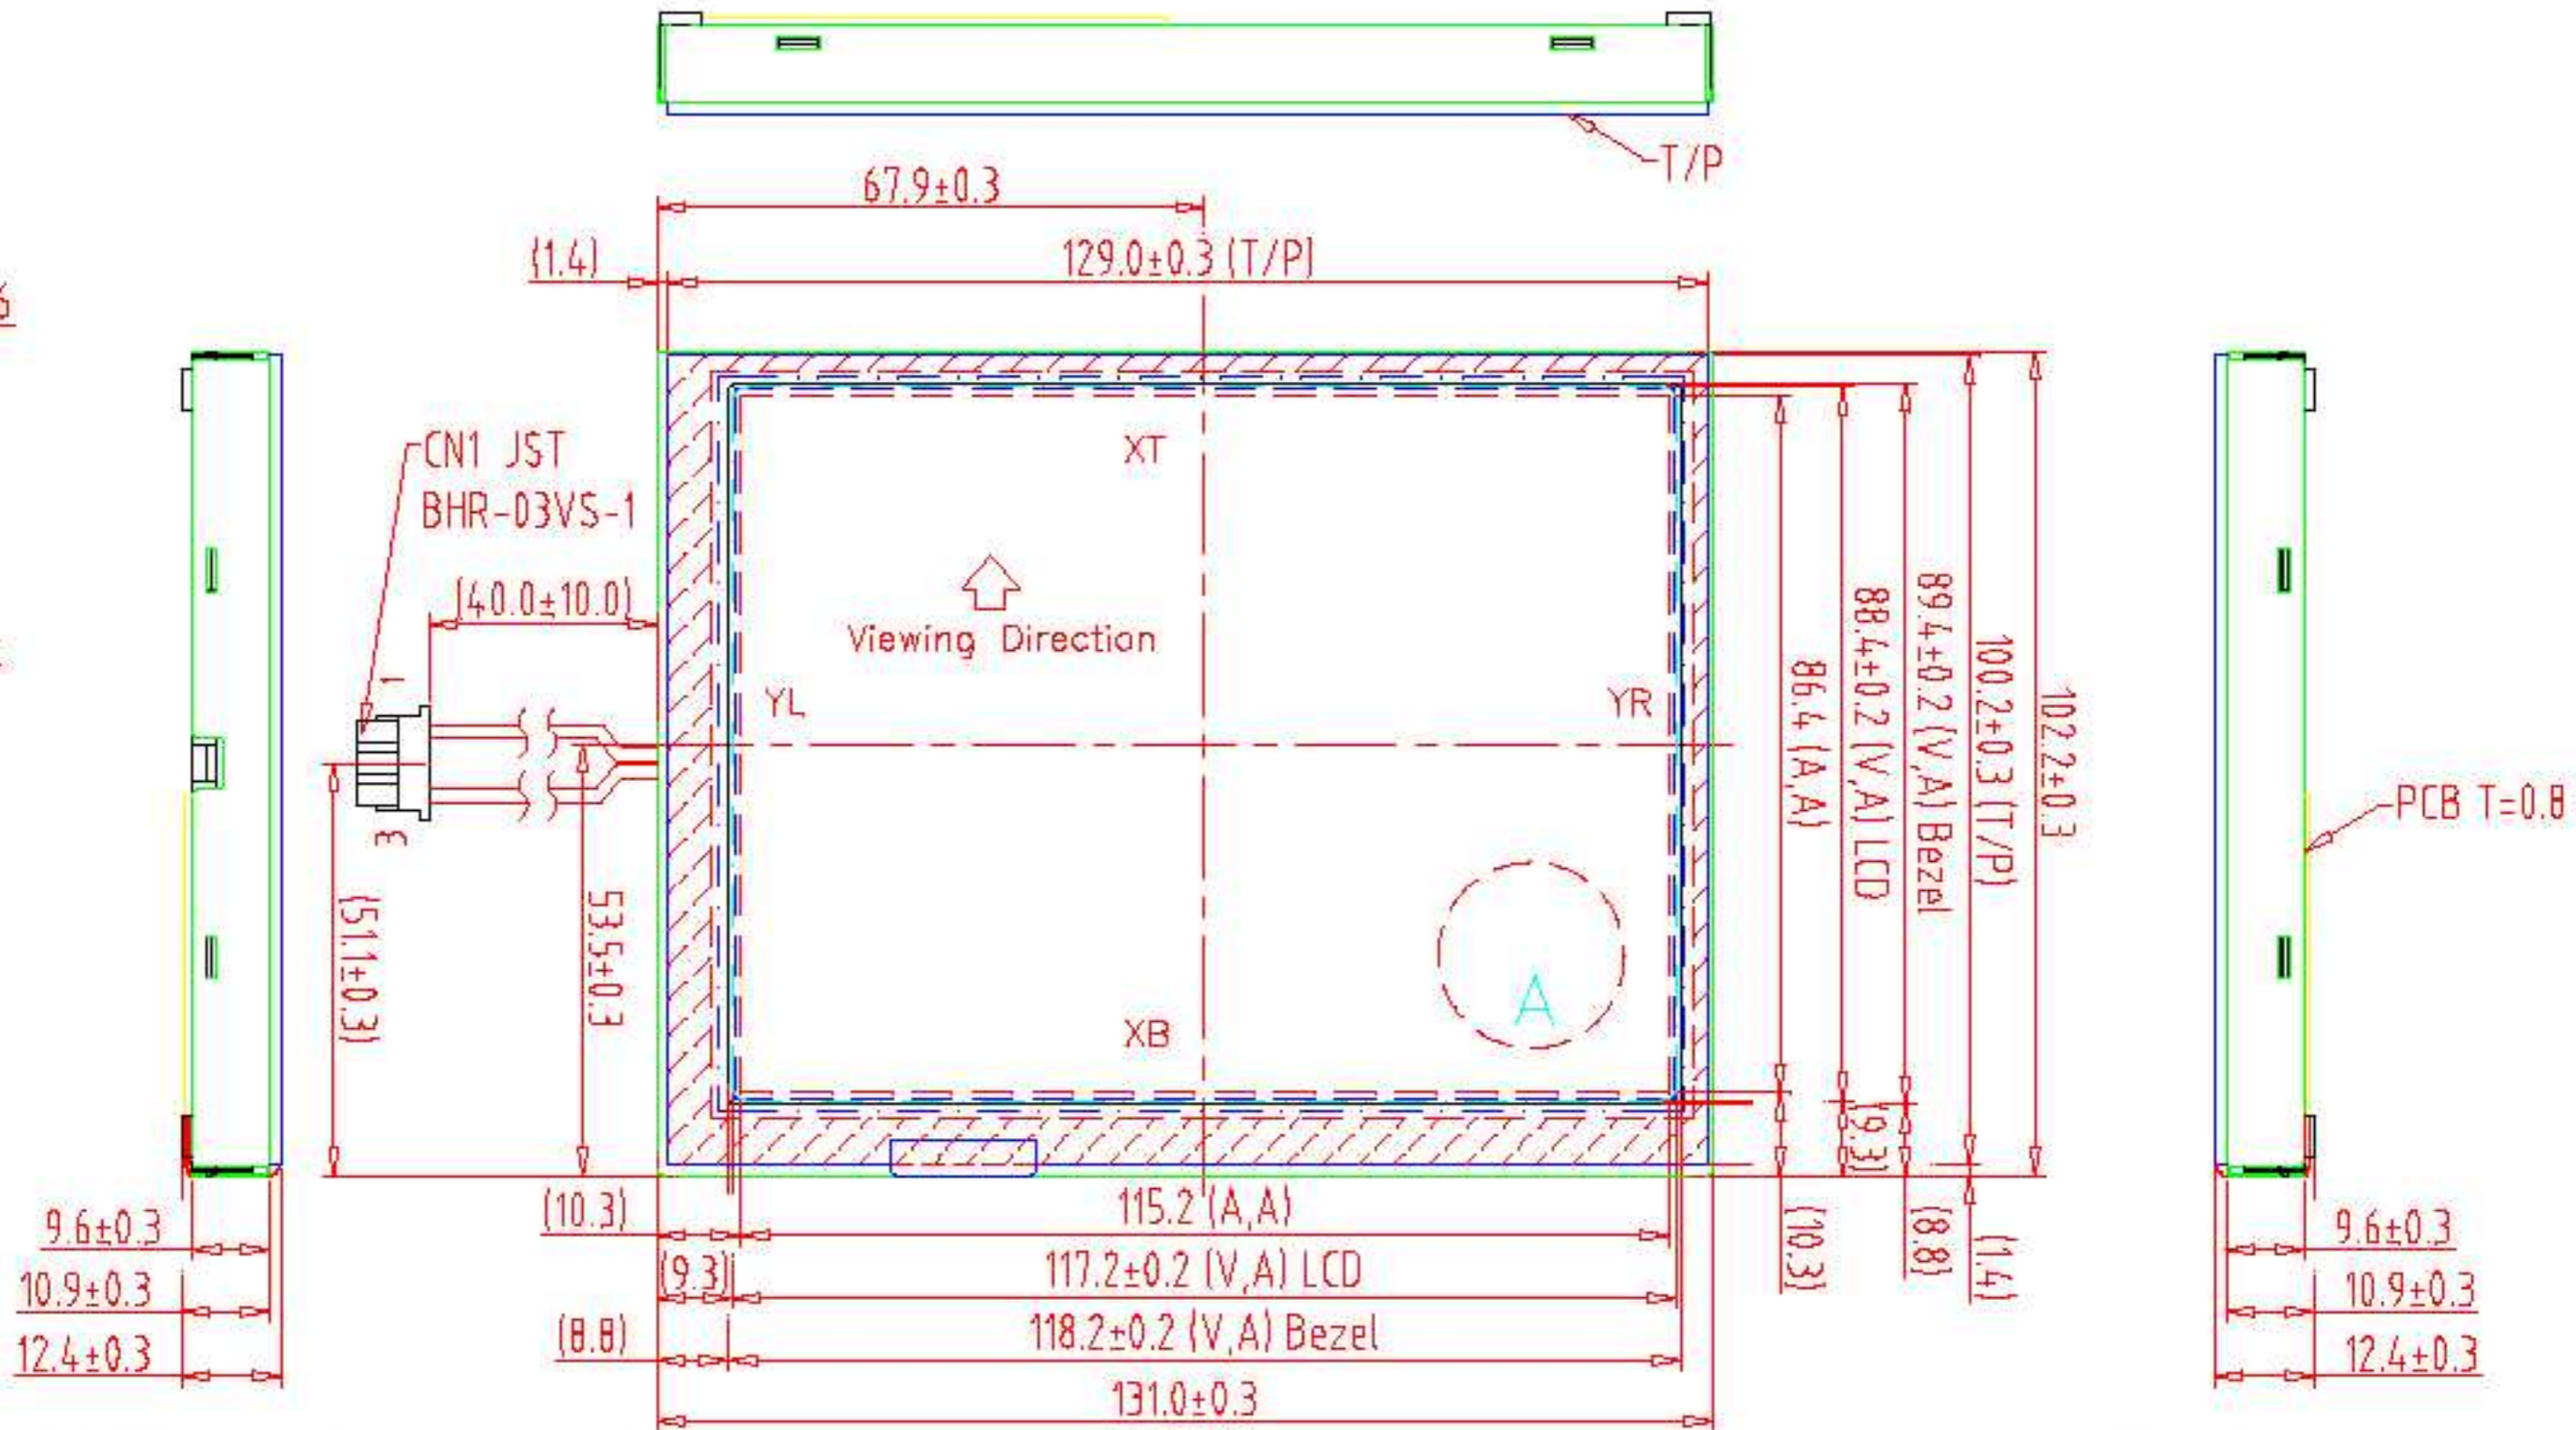 T/P
67.9±0.3
(1.4)
129.0±0.3 (T/P)
CN1 JST
BHR-03VS-1
(40.0±10.0)
1
3
XT
Viewing Direction
YL
YR
XB
A
53.5±0.3
(51.1±0.3)
86.4 (A,A)
88.4±0.2 (V,A) LCD
89.4±0.2 (V,A) Bezel
100.2±0.3 (T/P)
102.2±0.3
PCB T=0.8
(10.3)
(9.3)
(8.8)
(1.4)
(10.3)
115.2 (A,A)
(9.3)
117.2±0.2 (V,A) LCD
(8.8)
118.2±0.2 (V,A) Bezel
131.0±0.3
9.6±0.3
10.9±0.3
12.4±0.3
9.6±0.3
10.9±0.3
12.4±0.3